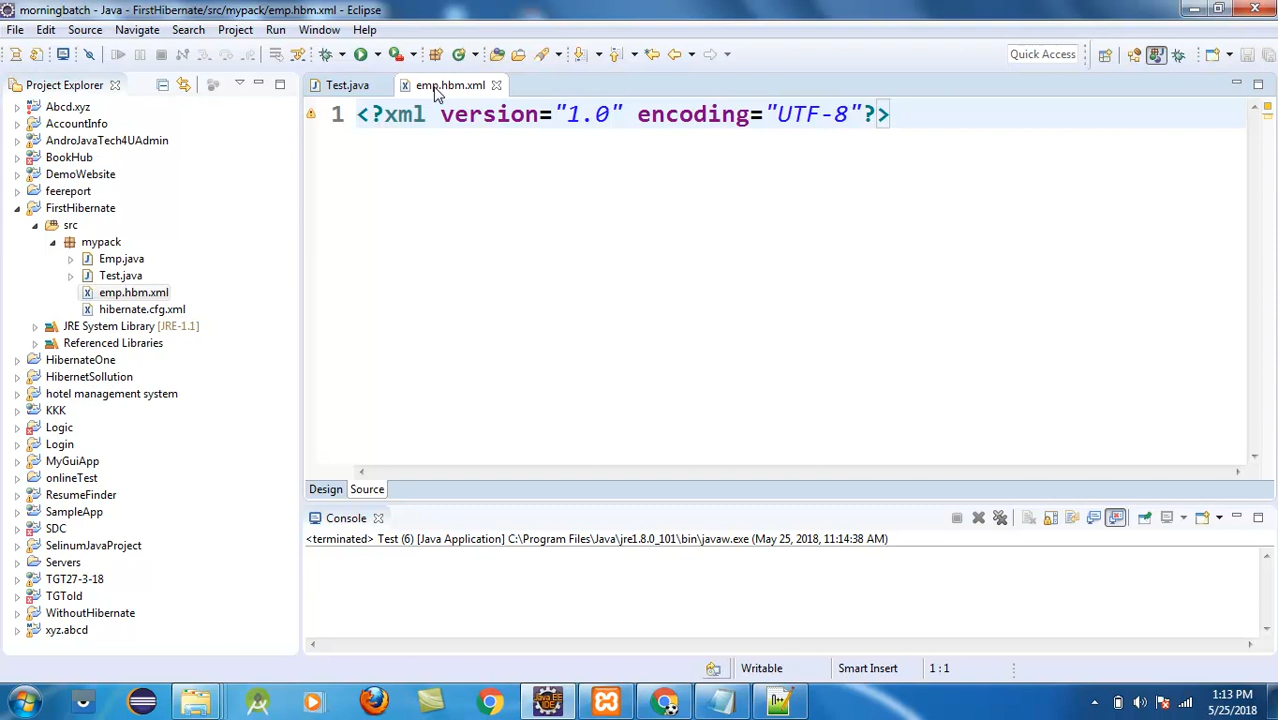 morningbatch - Java - FirstHibernate/src/mypack/emp.hbm.xml - Eclipse
File Edit Source Navigate Search Project Run Window Help
Quick Access
Project Explorer
Test.java
emp.hbm.xml
1 <?xml version="1.0" encoding="UTF-8"?>
Abcd.xyz
AccountInfo
AndroJavaTech4UAdmin
BookHub
DemoWebsite
feereport
FirstHibernate
src
mypack
Emp.java
Test.java
emp.hbm.xml
hibernate.cfg.xml
JRE System Library [JRE-1.1]
Referenced Libraries
HibernateOne
HibernetSollution
hotel management system
KKK
Logic
Login
MyGuiApp
onlineTest
ResumeFinder
SampleApp
SDC
SelinumJavaProject
Servers
TGT27-3-18
TGTold
WithoutHibernate
xyz.abcd
Design Source
Console
<terminated> Test (6) [Java Application] C:\Program Files\Java\jre1.8.0_101\bin\javaw.exe (May 25, 2018, 11:14:38 AM)
Writable Smart Insert 1 : 1
1:13 PM
5/25/2018